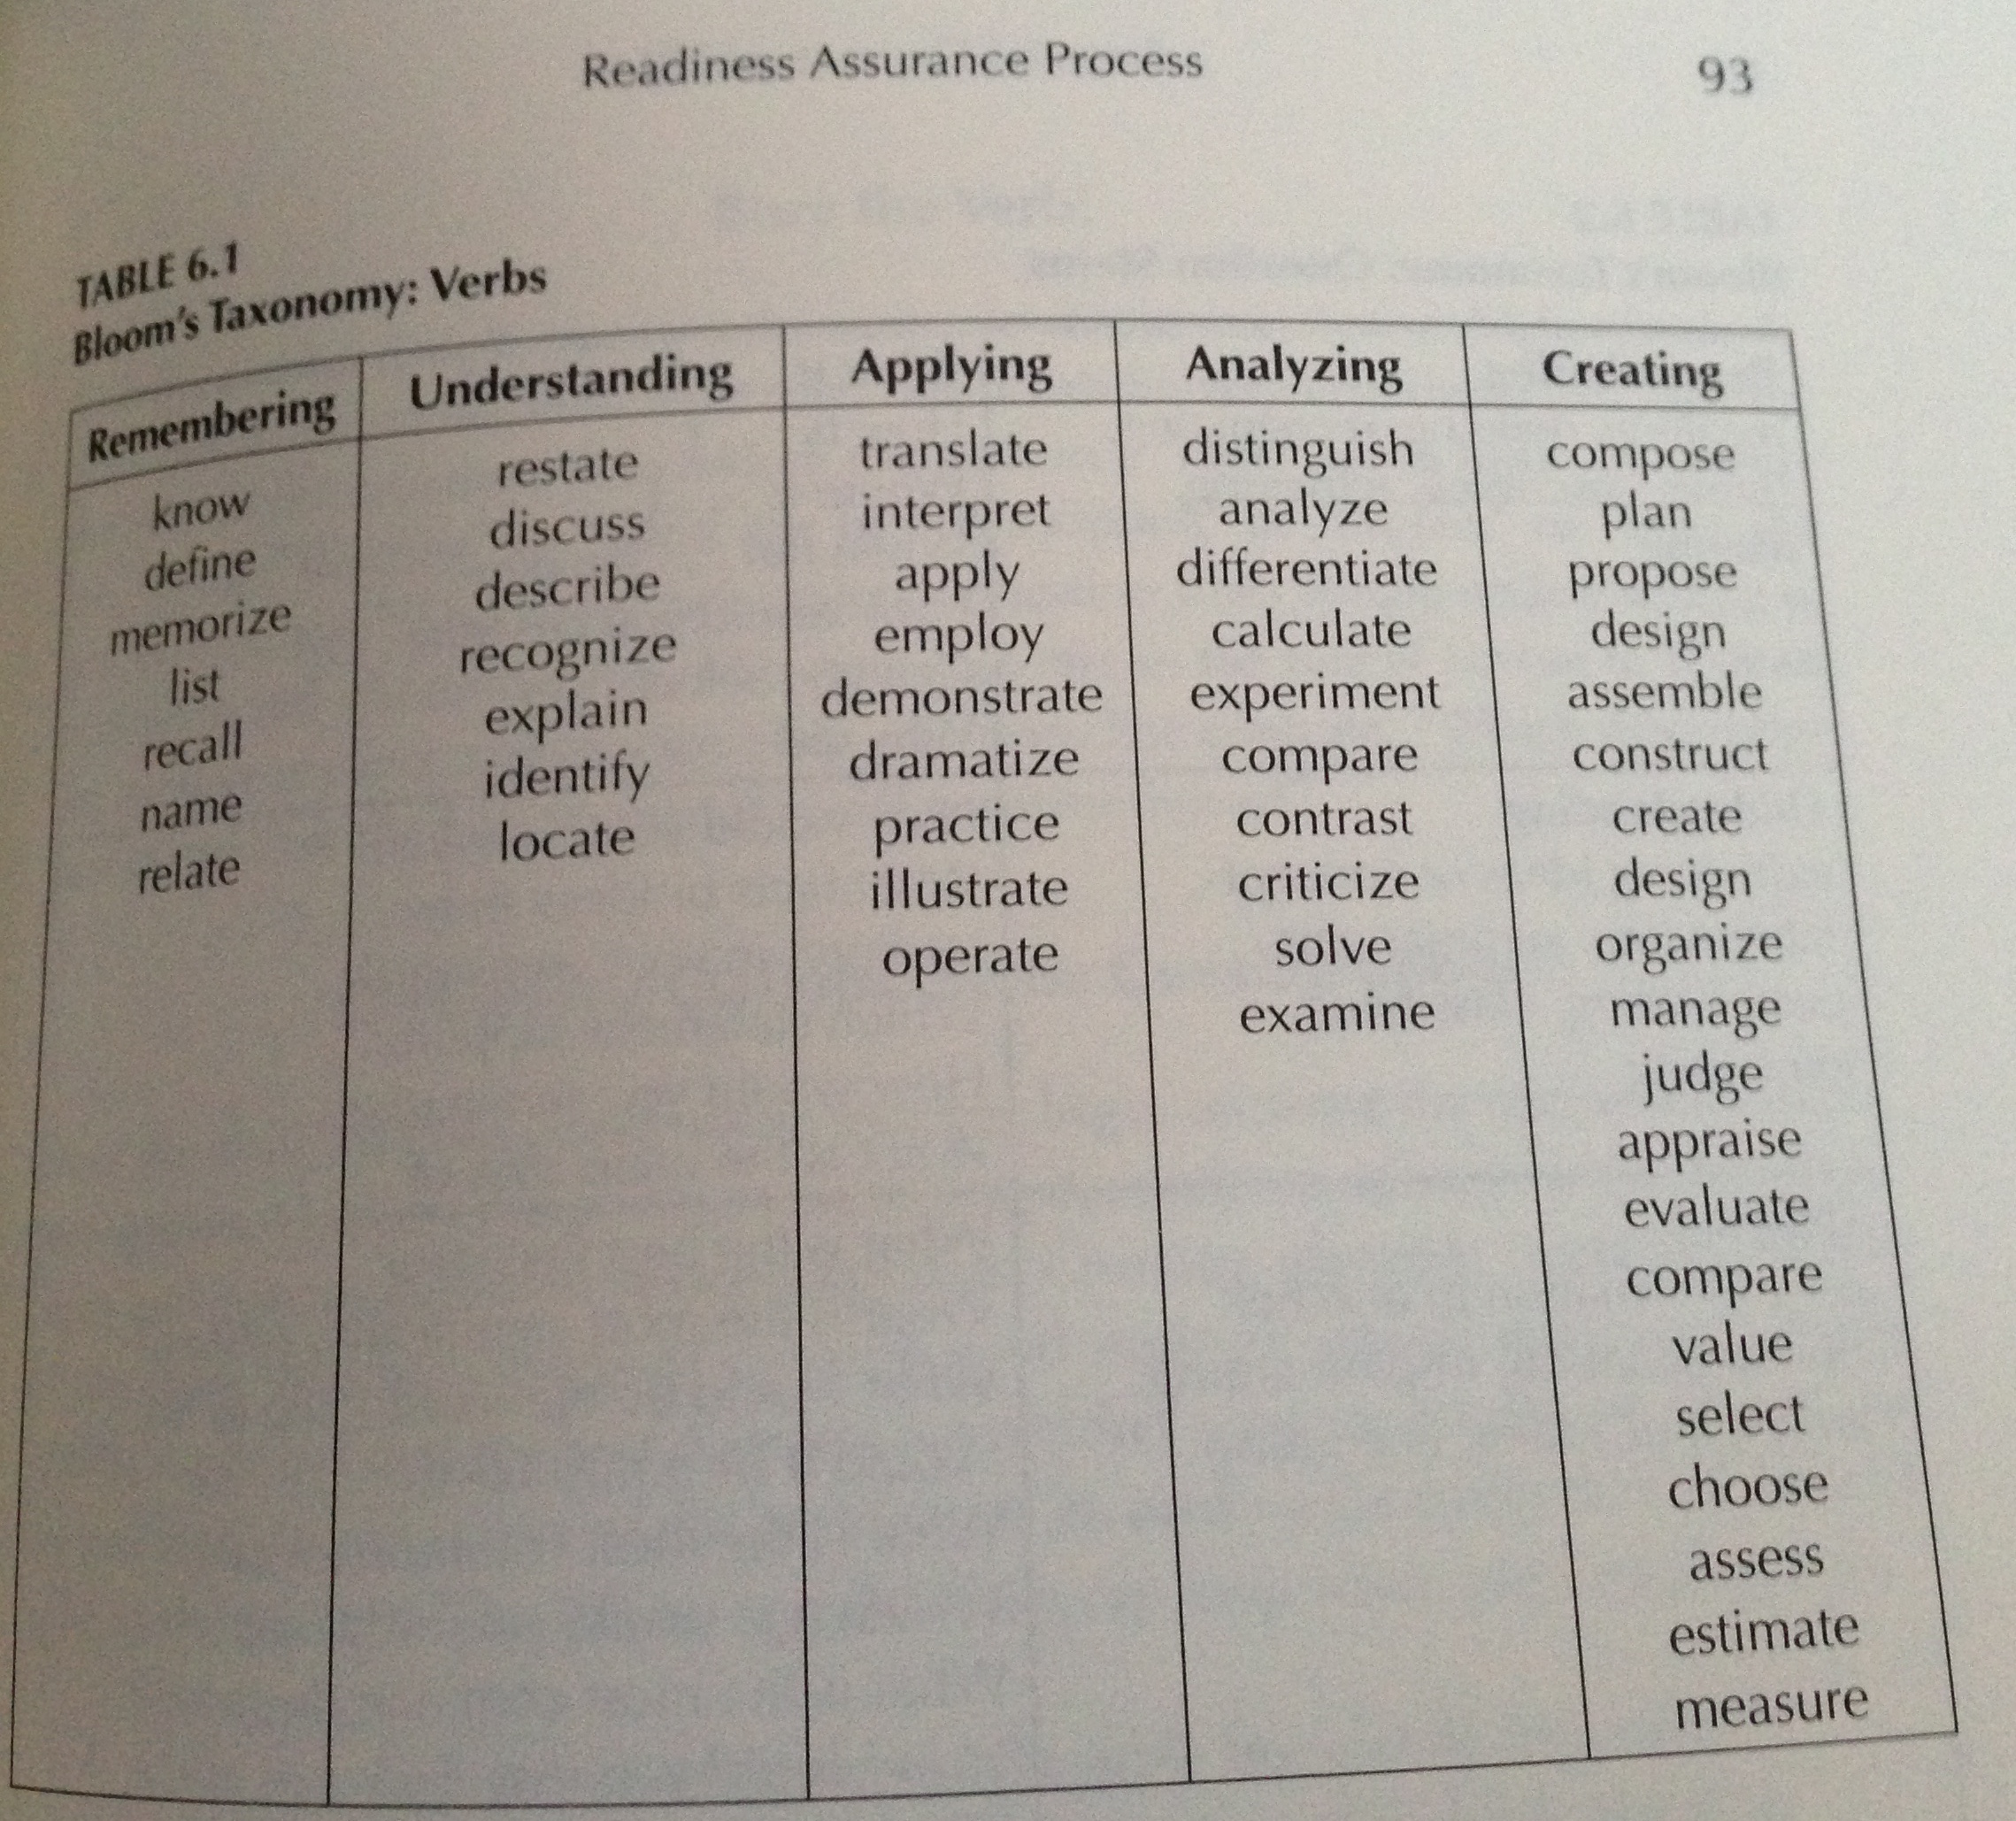 Readiness Assurance Process 93
TABLE 6.1
Bloom's Taxonomy: Verbs
Remembering Understanding Applying Analyzing Creating
know restate translate distinguish compose
define discuss interpret analyze plan
memorize describe apply differentiate propose
list recognize employ calculate design
recall explain demonstrate experiment assemble
name identify dramatize compare construct
relate locate practice contrast create
illustrate criticize design
operate solve organize
examine manage
judge
appraise
evaluate
compare
value
select
choose
assess
estimate
measure